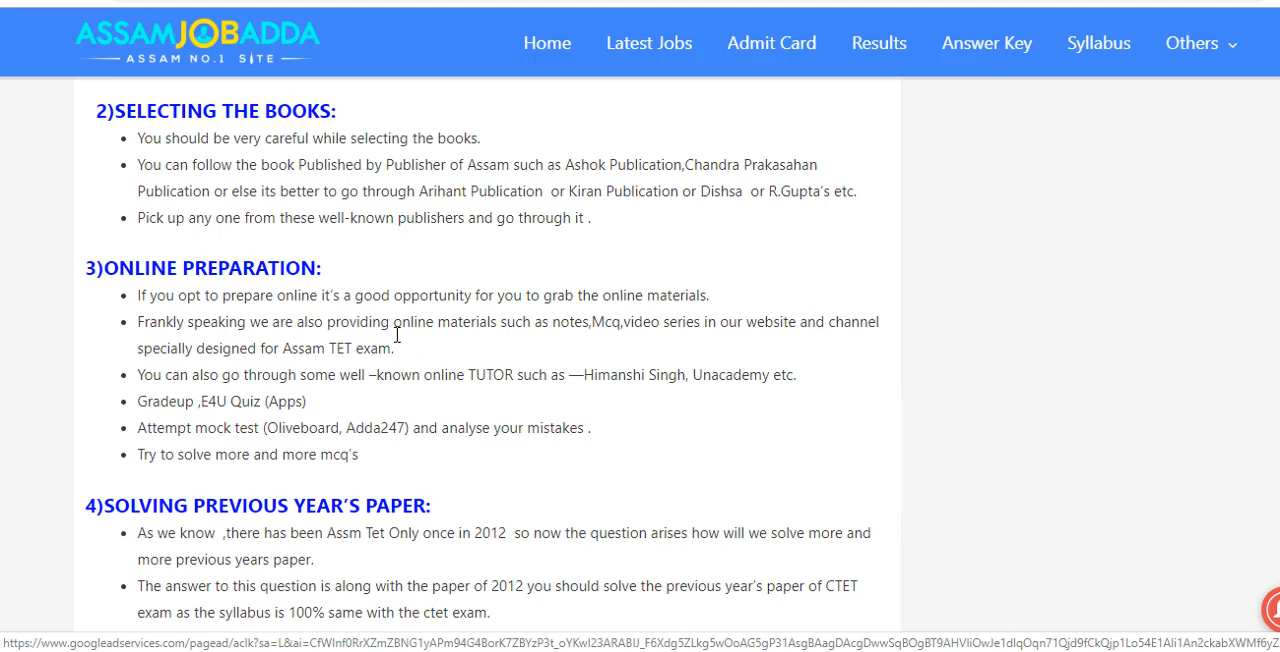 ASSAMJOBADDA
ASSAM NO.1 SITE
Home Latest Jobs Admit Card Results Answer Key Syllabus Others
2)SELECTING THE BOOKS:
You should be very careful while selecting the books.
You can follow the book Published by Publisher of Assam such as Ashok Publication,Chandra Prakasahan
Publication or else its better to go through Arihant Publication or Kiran Publication or Dishsa or R.Gupta’s etc.
Pick up any one from these well-known publishers and go through it .
3)ONLINE PREPARATION:
If you opt to prepare online it’s a good opportunity for you to grab the online materials.
Frankly speaking we are also providing online materials such as notes,Mcq,video series in our website and channel
specially designed for Assam TET exam.
You can also go through some well –known online TUTOR such as —Himanshi Singh, Unacademy etc.
Gradeup ,E4U Quiz (Apps)
Attempt mock test (Oliveboard, Adda247) and analyse your mistakes .
Try to solve more and more mcq’s
4)SOLVING PREVIOUS YEAR’S PAPER:
As we know ,there has been Assm Tet Only once in 2012 so now the question arises how will we solve more and
more previous years paper.
The answer to this question is along with the paper of 2012 you should solve the previous year’s paper of CTET
exam as the syllabus is 100% same with the ctet exam.